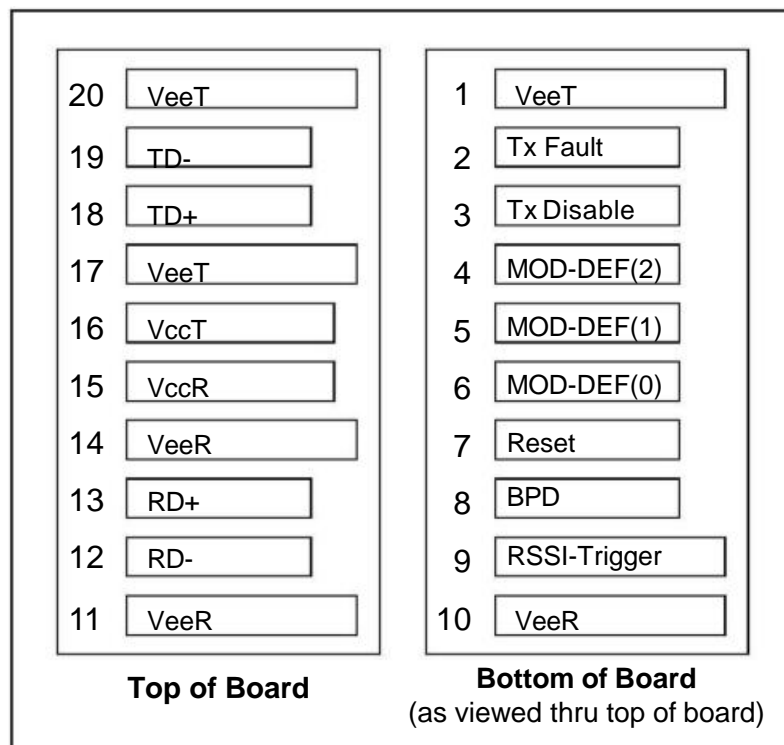 20 VeeT
19 TD-
18 TD+
17 VeeT
16 VccT
15 VccR
14 VeeR
13 RD+
12 RD-
11 VeeR
Top of Board
1 VeeT
2 Tx Fault
3 Tx Disable
4 MOD-DEF(2)
5 MOD-DEF(1)
6 MOD-DEF(0)
7 Reset
8 BPD
9 RSSI-Trigger
10 VeeR
Bottom of Board
(as viewed thru top of board)